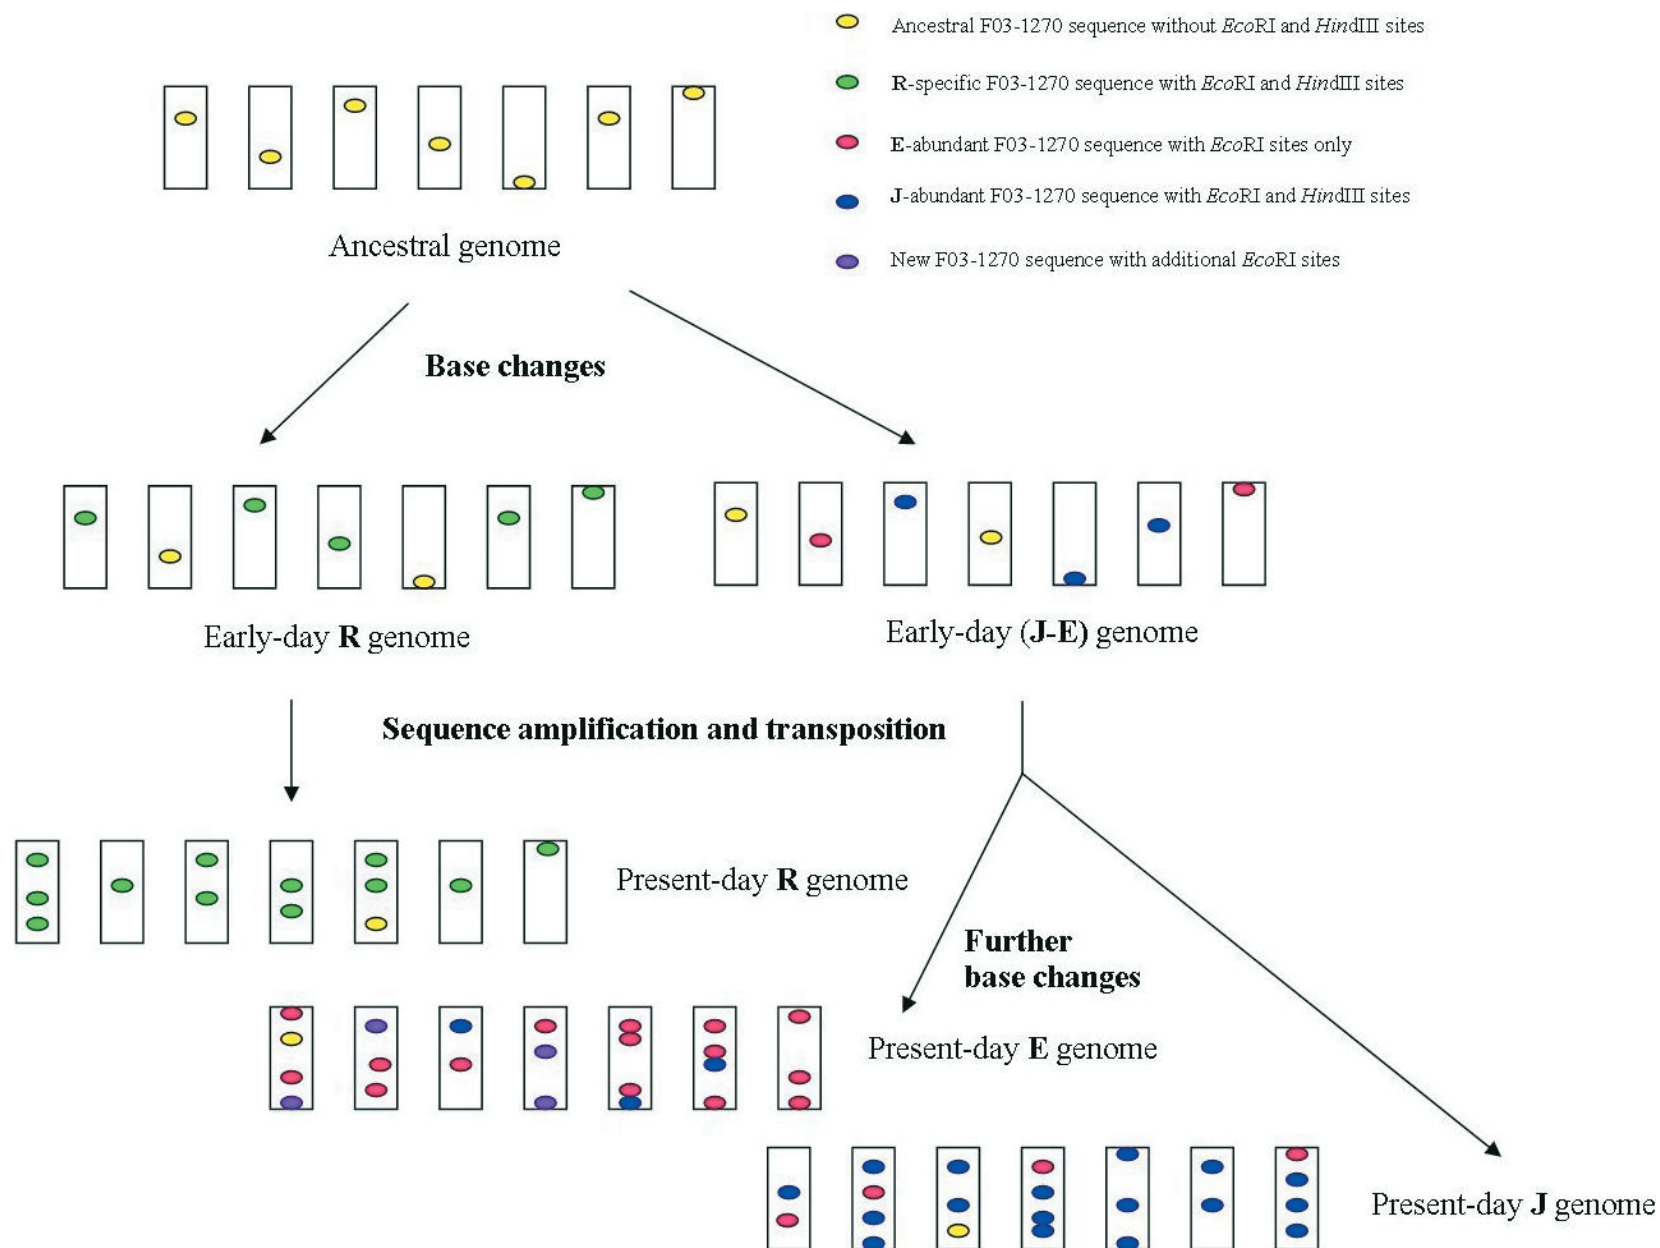 Ancestral F03-1270 sequence without EcoRI and HindIII sites
R-specific F03-1270 sequence with EcoRI and HindIII sites
E-abundant F03-1270 sequence with EcoRI sites only
J-abundant F03-1270 sequence with EcoRI and HindIII sites
New F03-1270 sequence with additional EcoRI sites
Ancestral genome
Base changes
Early-day R genome
Early-day (J-E) genome
Sequence amplification and transposition
Present-day R genome
Further
base changes
Present-day E genome
Present-day J genome